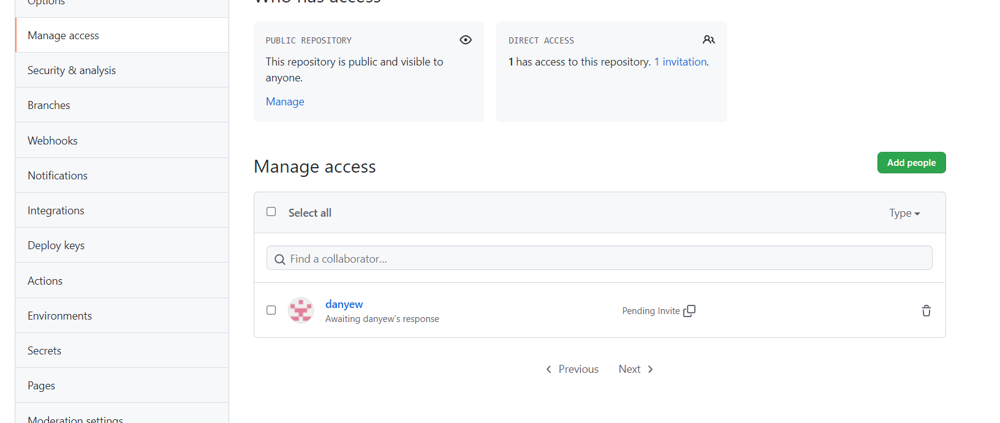 Options
Manage access
Security & analysis
Branches
Webhooks
Notifications
Integrations
Deploy keys
Actions
Environments
Secrets
Pages
Moderation settings
Who has access
PUBLIC REPOSITORY
This repository is public and visible to
anyone.
Manage
DIRECT ACCESS
1 has access to this repository. 1 invitation.
Manage access
Add people
Select all
Type
Find a collaborator...
danyew
Awaiting danyew's response
Pending Invite
Previous
Next